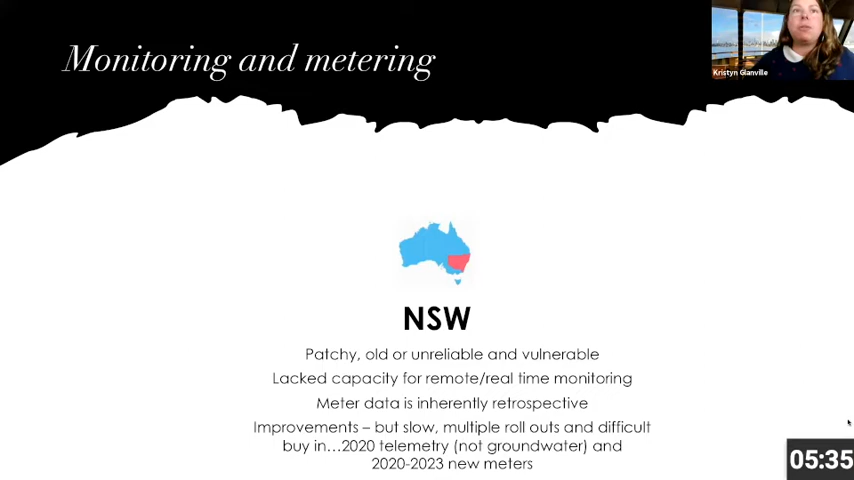 Monitoring and metering
Kristyn Glanville
NSW
Patchy, old or unreliable and vulnerable
Lacked capacity for remote/real time monitoring
Meter data is inherently retrospective
Improvements – but slow, multiple roll outs and difficult
buy in...2020 telemetry (not groundwater) and
2020-2023 new meters
05:35